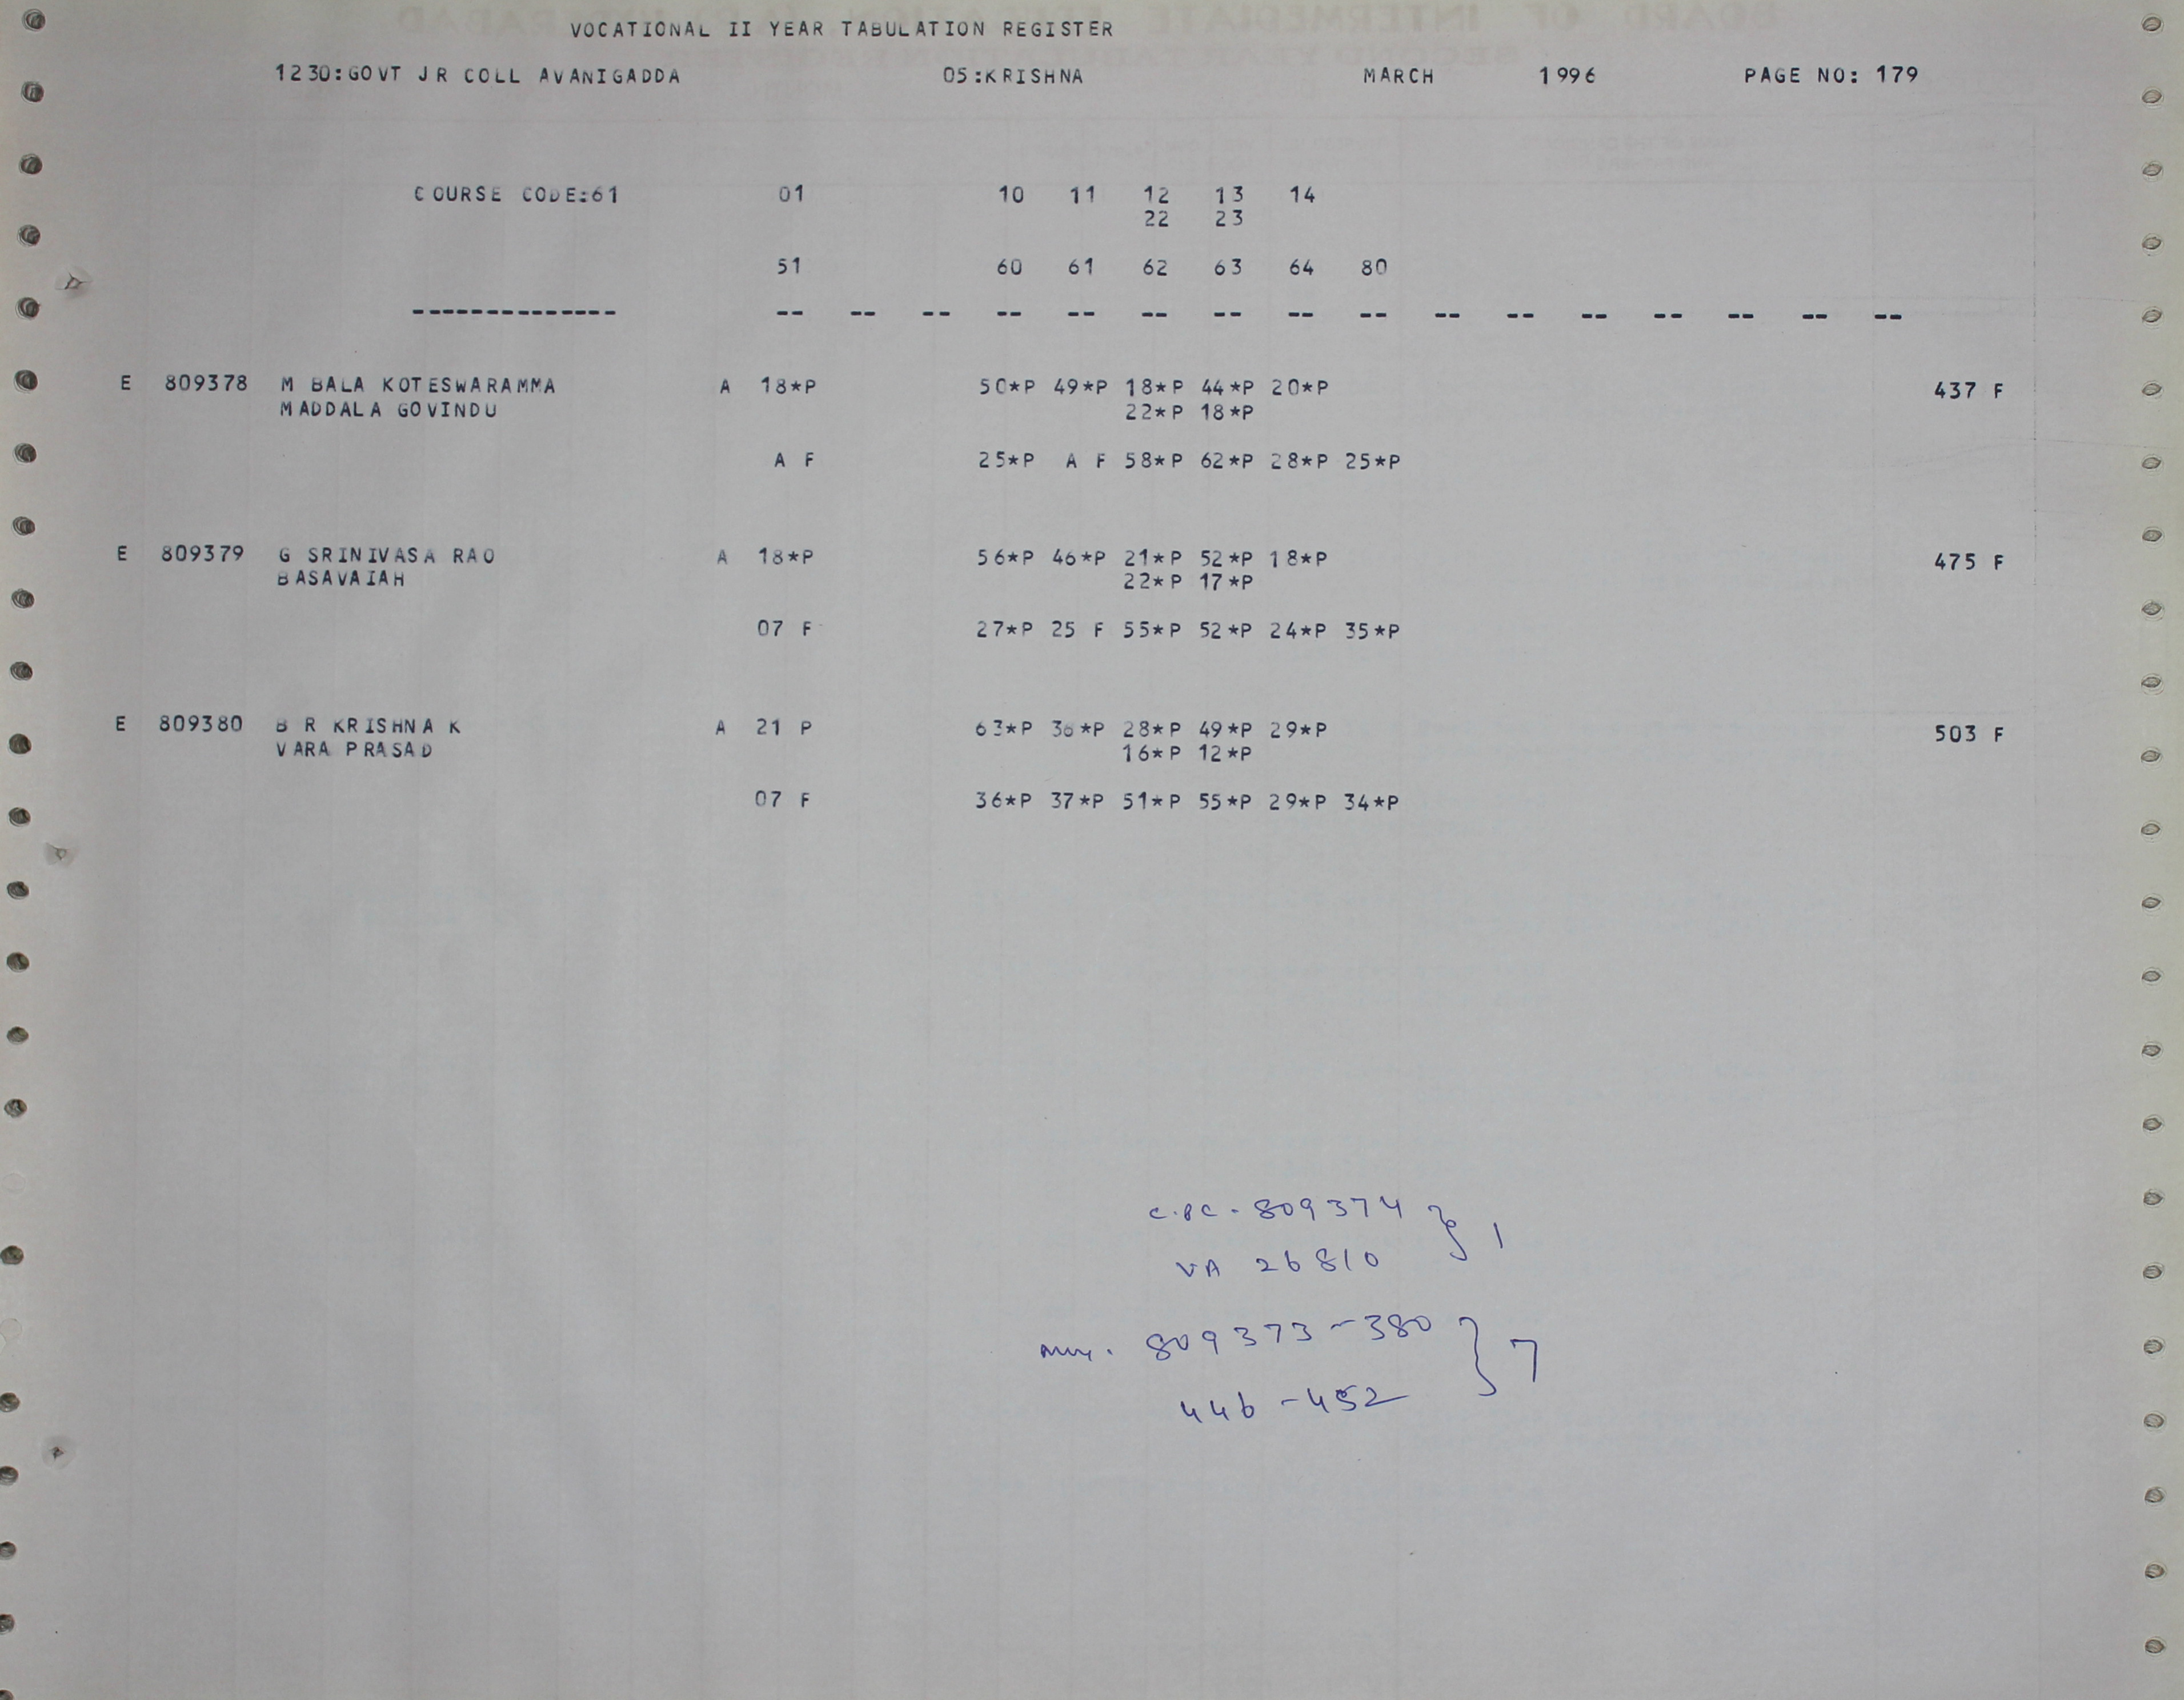 VOCATIONAL II YEAR TABULATION REGISTER
1230:GOVT JR COLL AVANIGADDA 05:KRISHNA MARCH 1996 PAGE NO: 179
COURSE CODE:61 01 10 11 12 13 14
22 23
51 60 61 62 63 64 80
-------------- -- -- -- -- -- -- -- -- -- -- -- -- -- -- -- --
E 809378 M BALA KOTESWARAMMA A 18*P 50*P 49*P 18*P 44*P 20*P 437 F
MADDALA GOVINDU 22*P 18*P
A F 25*P A F 58*P 62*P 28*P 25*P
E 809379 G SRINIVASA RAO A 18*P 56*P 46*P 21*P 52*P 18*P 475 F
BASAVAIAH 22*P 17*P
07 F 27*P 25 F 55*P 52*P 24*P 35*P
E 809380 B R KRISHNA K A 21 P 63*P 36*P 28*P 49*P 29*P 503 F
VARA PRASAD 16*P 12*P
07 F 36*P 37*P 51*P 55*P 29*P 34*P
809374 } 1
VA 26810
809373-380 } 7
446-452